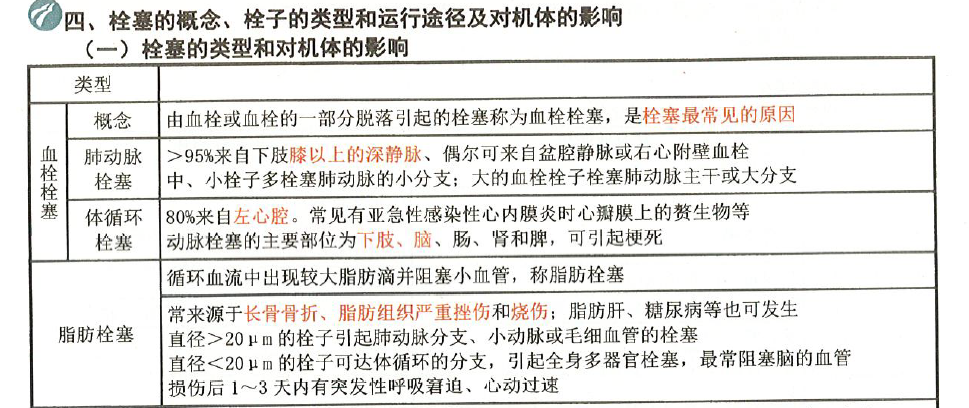 四、栓塞的概念、栓子的类型和运行途径及对机体的影响
（一）栓塞的类型和对机体的影响
类型
血栓栓塞
概念
由血栓或血栓的一部分脱落引起的栓塞称为血栓栓塞，是栓塞最常见的原因
肺动脉
栓塞
＞95%来自下肢膝以上的深静脉、偶尔可来自盆腔静脉或右心附壁血栓
中、小栓子多栓塞肺动脉的小分支；大的血栓栓子栓塞肺动脉主干或大分支
体循环
栓塞
80%来自左心腔。常见有亚急性感染性心内膜炎时心瓣膜上的赘生物等
动脉栓塞的主要部位为下肢、脑、肠、肾和脾，可引起梗死
脂肪栓塞
循环血流中出现较大脂肪滴并阻塞小血管，称脂肪栓塞
常来源于长骨骨折、脂肪组织严重挫伤和烧伤；脂肪肝、糖尿病等也可发生
直径＞20μm的栓子引起肺动脉分支、小动脉或毛细血管的栓塞
直径＜20μm的栓子可达体循环的分支，引起全身多器官栓塞，最常阻塞脑的血管
损伤后1～3天内有突发性呼吸窘迫、心动过速